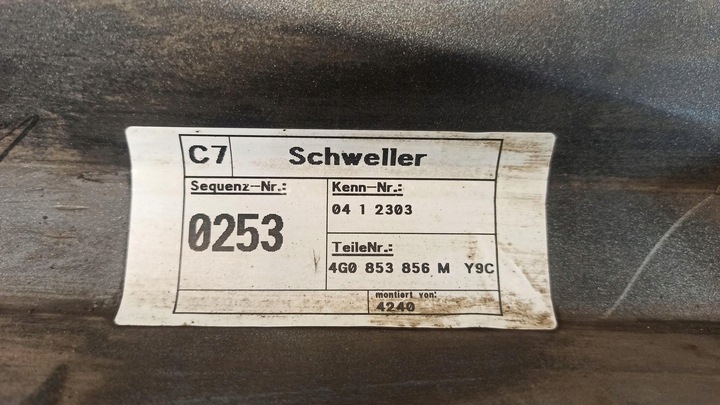 C7 Schweller
Sequenz-Nr.:
0253
Kenn-Nr.:
04 1 2303
TeileNr.:
4G0 853 856 M Y9C
montiert von:
4240